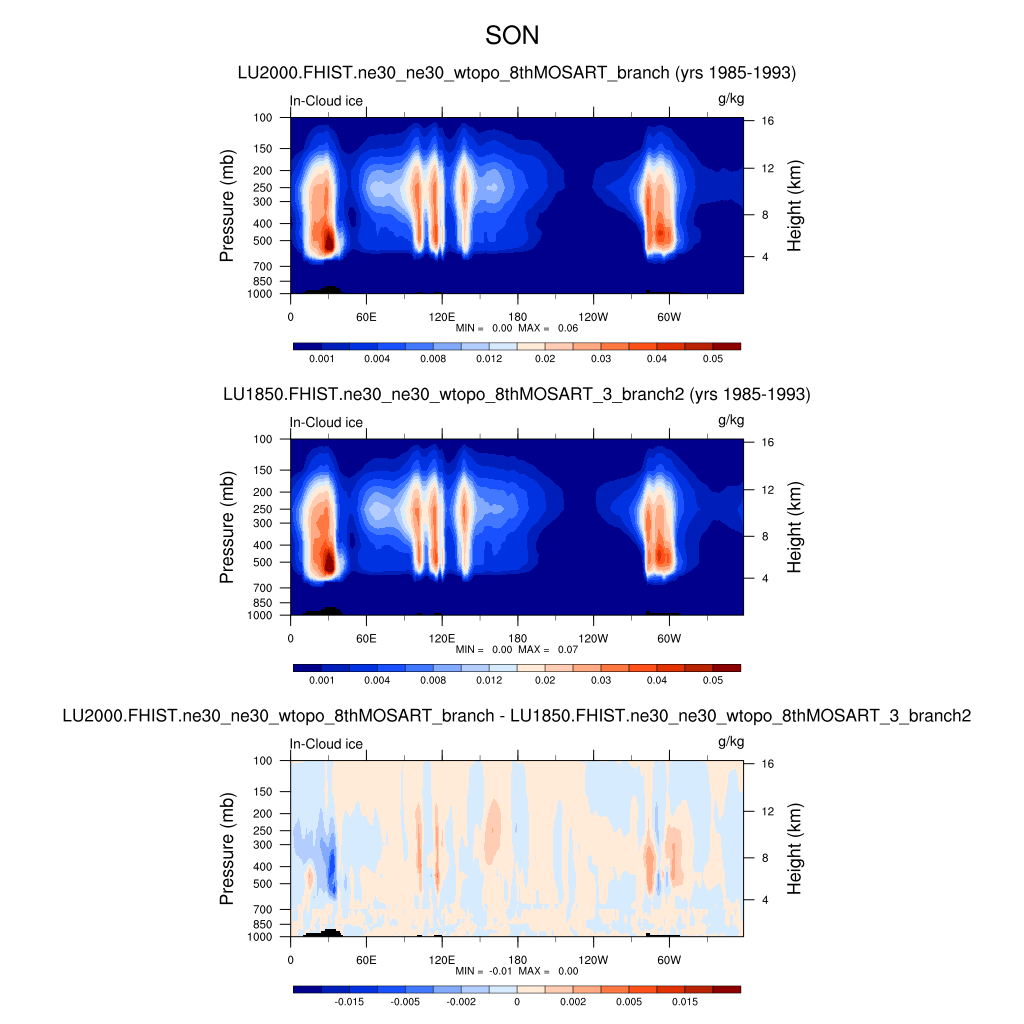 SON
LU2000.FHIST.ne30_ne30_wtopo_8thMOSART_branch (yrs 1985-1993)
In-Cloud ice g/kg
Pressure (mb)
100
150
200
250
300
400
500
700
850
1000
16
12
8
4
Height (km)
0 60E 120E 180 120W 60W
MIN = 0.00 MAX = 0.06
0.001 0.004 0.008 0.012 0.02 0.03 0.04 0.05
LU1850.FHIST.ne30_ne30_wtopo_8thMOSART_3_branch2 (yrs 1985-1993)
In-Cloud ice g/kg
Pressure (mb)
100
150
200
250
300
400
500
700
850
1000
16
12
8
4
Height (km)
0 60E 120E 180 120W 60W
MIN = 0.00 MAX = 0.07
0.001 0.004 0.008 0.012 0.02 0.03 0.04 0.05
LU2000.FHIST.ne30_ne30_wtopo_8thMOSART_branch - LU1850.FHIST.ne30_ne30_wtopo_8thMOSART_3_branch2
In-Cloud ice g/kg
Pressure (mb)
100
150
200
250
300
400
500
700
850
1000
16
12
8
4
Height (km)
0 60E 120E 180 120W 60W
MIN = -0.01 MAX = 0.00
-0.015 -0.005 -0.002 0 0.002 0.005 0.015